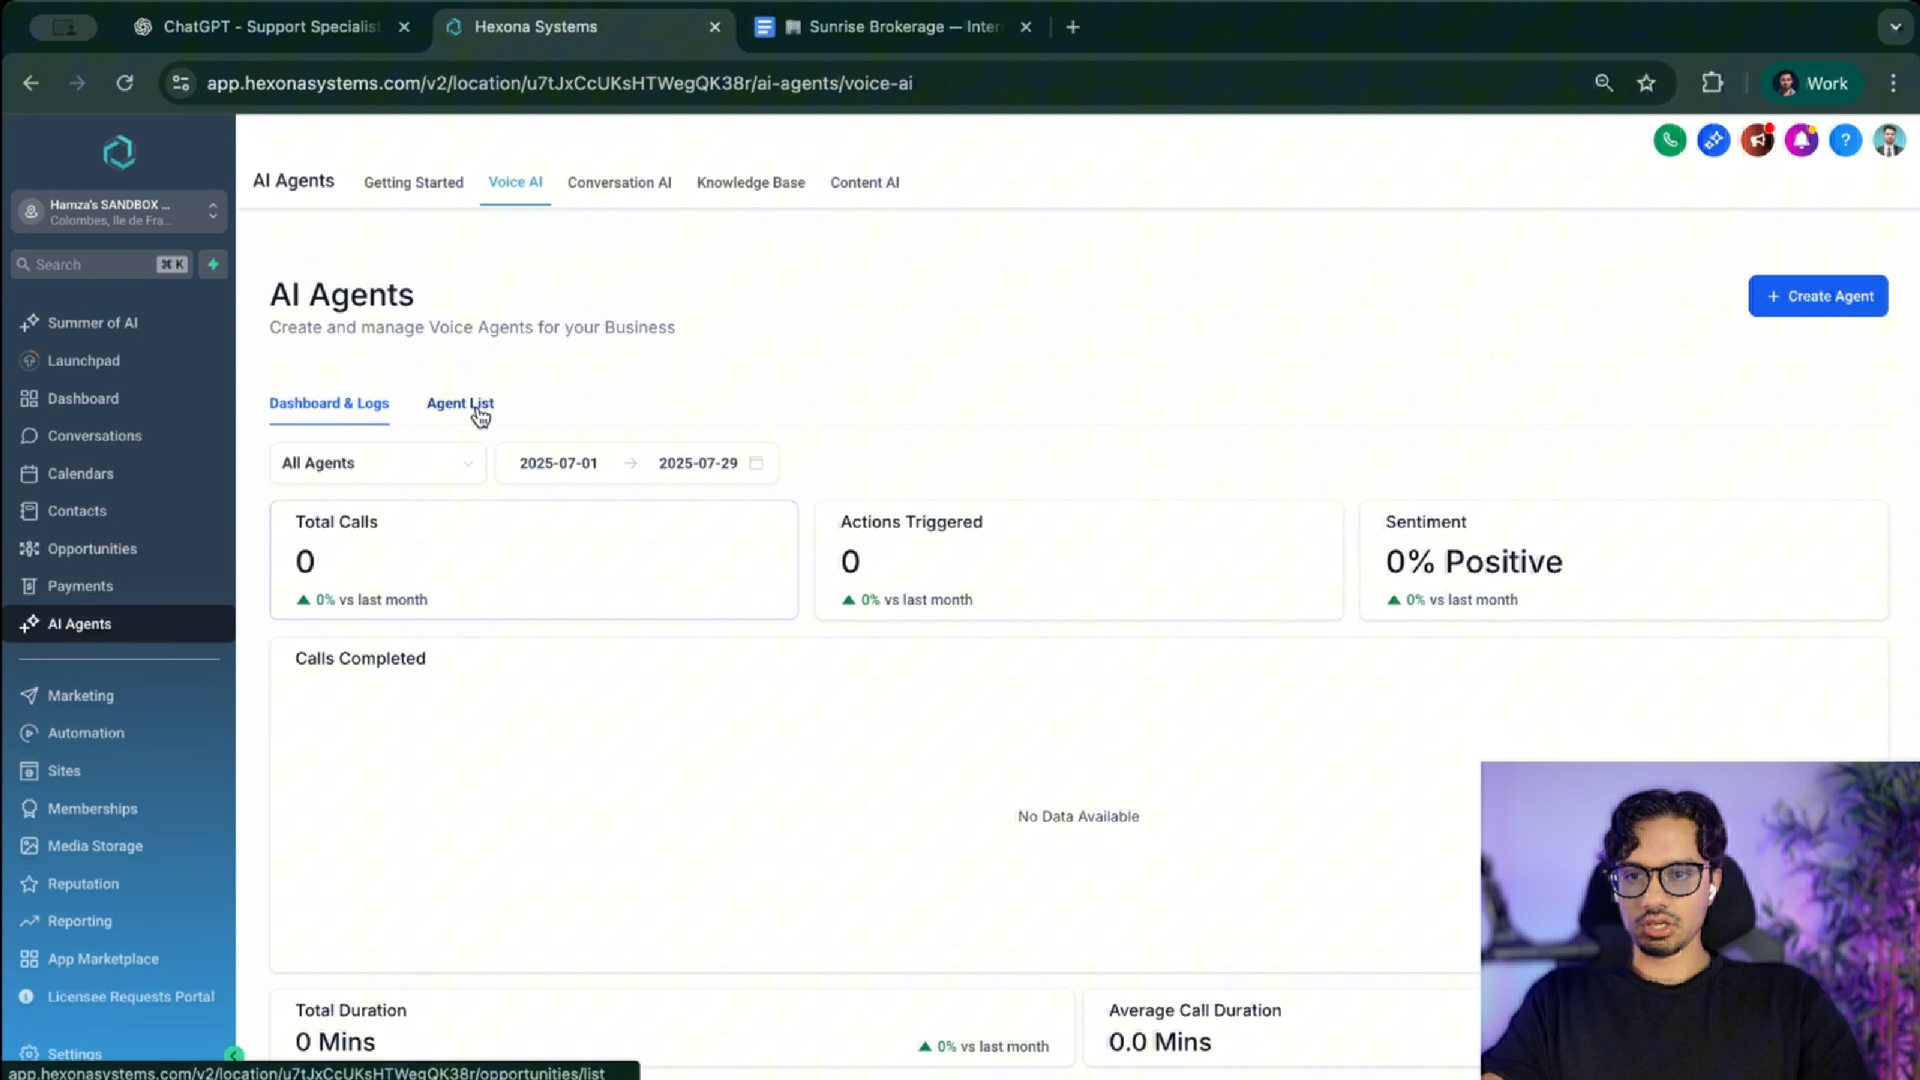 ChatGPT - Support Specialist
Hexona Systems
Sunrise Brokerage — Inter
app.hexonasystems.com/v2/location/u7tJxCcUKsHTWegQK38r/ai-agents/voice-ai
Work
Hamza's SANDBOX ...
Colombes, Ile de Fra...
Search
⌘ K
Summer of AI
Launchpad
Dashboard
Conversations
Calendars
Contacts
Opportunities
Payments
AI Agents
Marketing
Automation
Sites
Memberships
Media Storage
Reputation
Reporting
App Marketplace
Licensee Requests Portal
Settings
AI Agents
Getting Started
Voice AI
Conversation AI
Knowledge Base
Content AI
AI Agents
Create and manage Voice Agents for your Business
+ Create Agent
Dashboard & Logs
Agent List
All Agents
2025-07-01
2025-07-29
Total Calls
0
0% vs last month
Actions Triggered
0
0% vs last month
Sentiment
0% Positive
0% vs last month
Calls Completed
No Data Available
Total Duration
0 Mins
0% vs last month
Average Call Duration
0.0 Mins
app.hexonasystems.com/v2/location/u7tJxCcUKsHTWegQK38r/opportunities/list